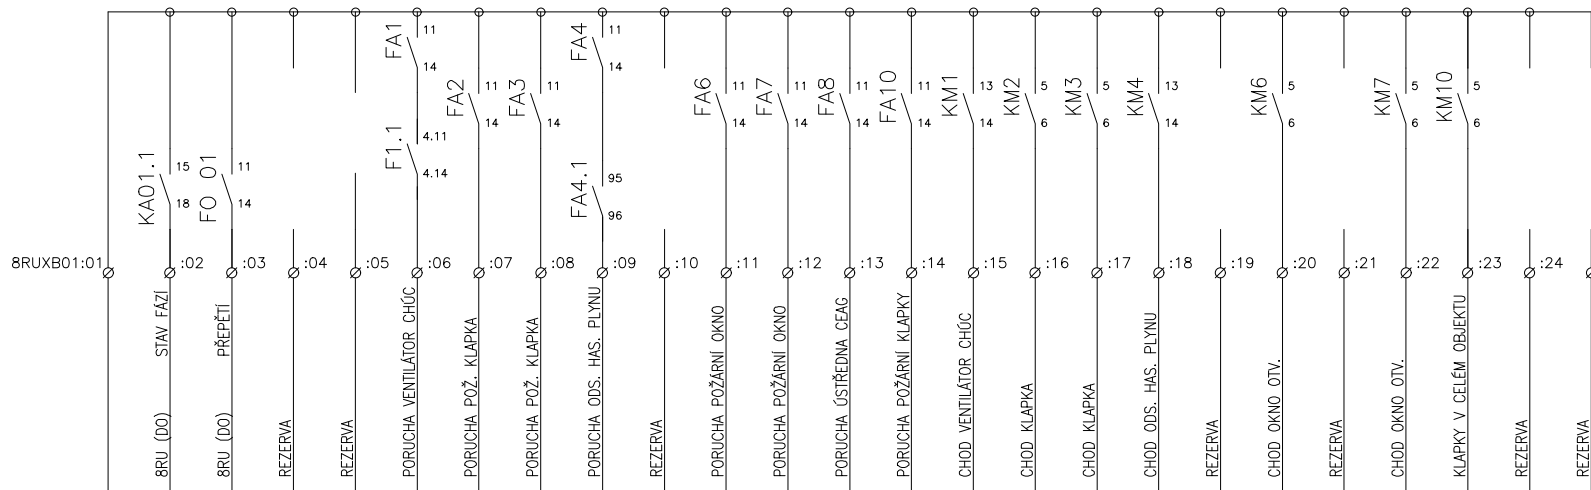 FA1
11
14
FA4
11
14
FA2
11
14
FA3
11
14
FA6
11
14
FA7
11
14
FA8
11
14
FA10
11
14
KM1
13
14
KM2
5
6
KM3
5
6
KM4
13
14
KM6
5
6
KM7
5
6
KM10
5
6
F1.1
4.11
4.14
KA01.1
15
18
FO 01
11
14
FA4.1
95
96
8RUXB01:01
:02
:03
:04
:05
:06
:07
:08
:09
:10
:11
:12
:13
:14
:15
:16
:17
:18
:19
:20
:21
:22
:23
:24
8RU (DO) STAV FÁZÍ
8RU (DO) PŘEPĚTÍ
REZERVA
REZERVA
PORUCHA VENTILÁTOR CHÚC
PORUCHA POŽ. KLAPKA
PORUCHA POŽ. KLAPKA
PORUCHA ODS. HAS. PLYNU
REZERVA
PORUCHA POŽÁRNÍ OKNO
PORUCHA POŽÁRNÍ OKNO
PORUCHA ÚSTŘEDNA CEAG
PORUCHA POŽÁRNÍ KLAPKY
CHOD VENTILÁTOR CHÚC
CHOD KLAPKA
CHOD KLAPKA
CHOD ODS. HAS. PLYNU
REZERVA
CHOD OKNO OTV.
REZERVA
CHOD OKNO OTV.
KLAPKY V CELÉM OBJEKTU
REZERVA
REZERVA